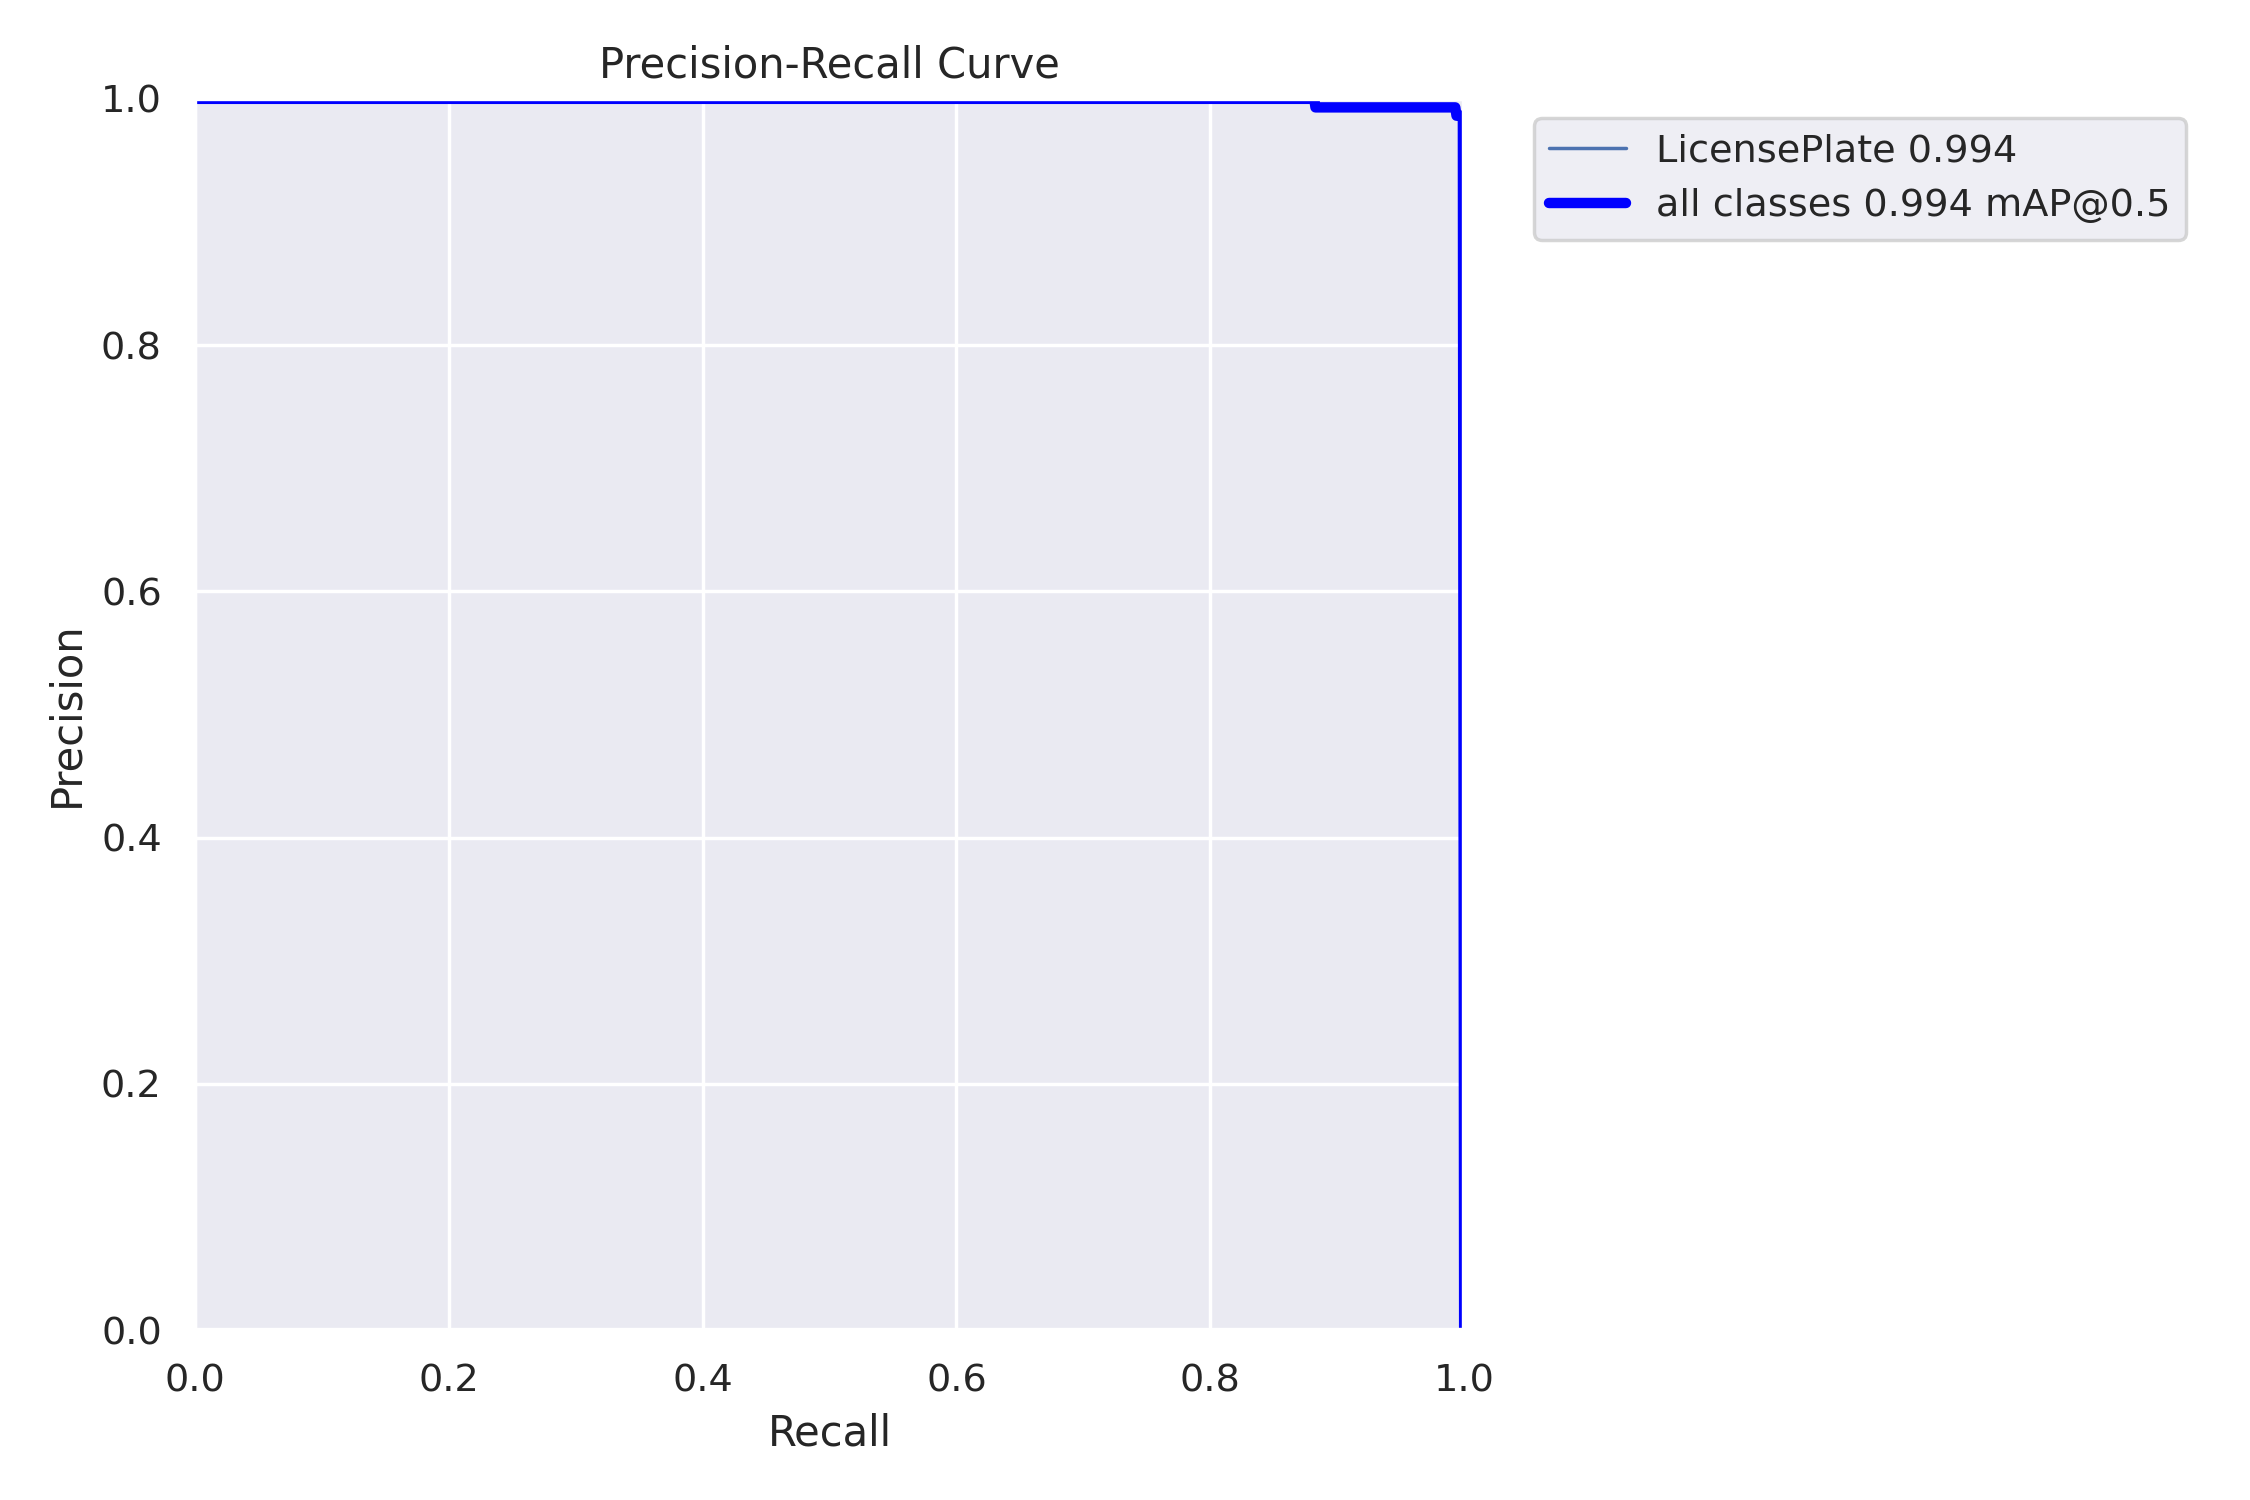 Precision-Recall Curve
1.0
0.8
0.6
0.4
0.2
0.0
Precision
0.0 0.2 0.4 0.6 0.8 1.0
Recall
LicensePlate 0.994
all classes 0.994 mAP@0.5